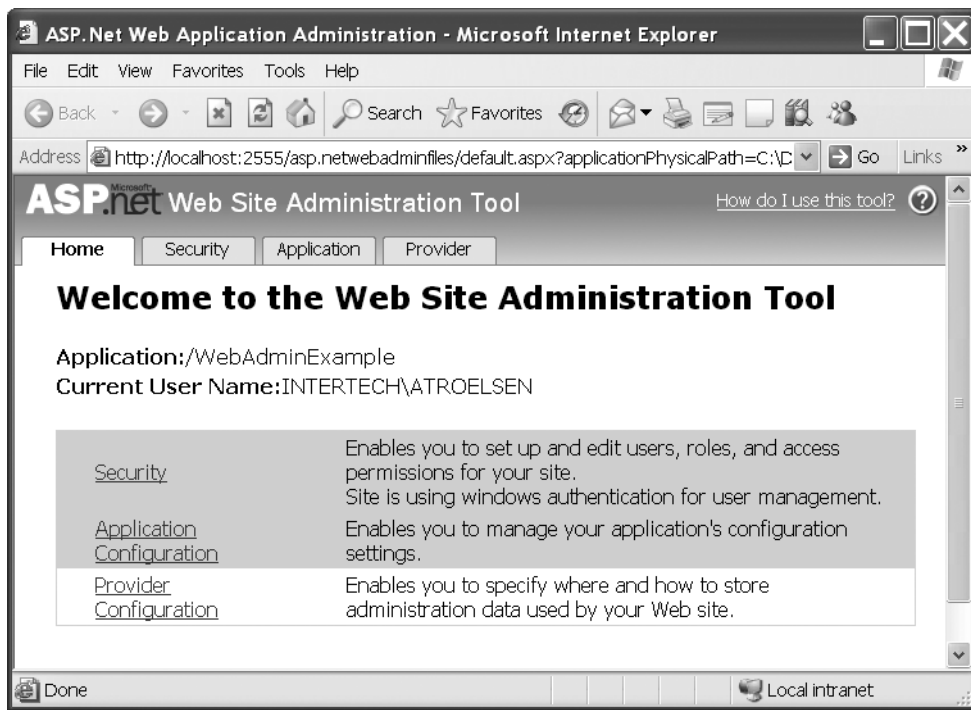 ASP.Net Web Application Administration - Microsoft Internet Explorer
File Edit View Favorites Tools Help
Back Search Favorites
Address http://localhost:2555/asp.netwebadminfiles/default.aspx?applicationPhysicalPath=C:\D Go Links »
Microsoft
ASP.net Web Site Administration Tool How do I use this tool? ?
Home Security Application Provider
Welcome to the Web Site Administration Tool
Application:/WebAdminExample
Current User Name:INTERTECH\ATROELSEN
Security
Enables you to set up and edit users, roles, and access
permissions for your site.
Site is using windows authentication for user management.
Application
Configuration
Enables you to manage your application's configuration
settings.
Provider
Configuration
Enables you to specify where and how to store
administration data used by your Web site.
Done Local intranet